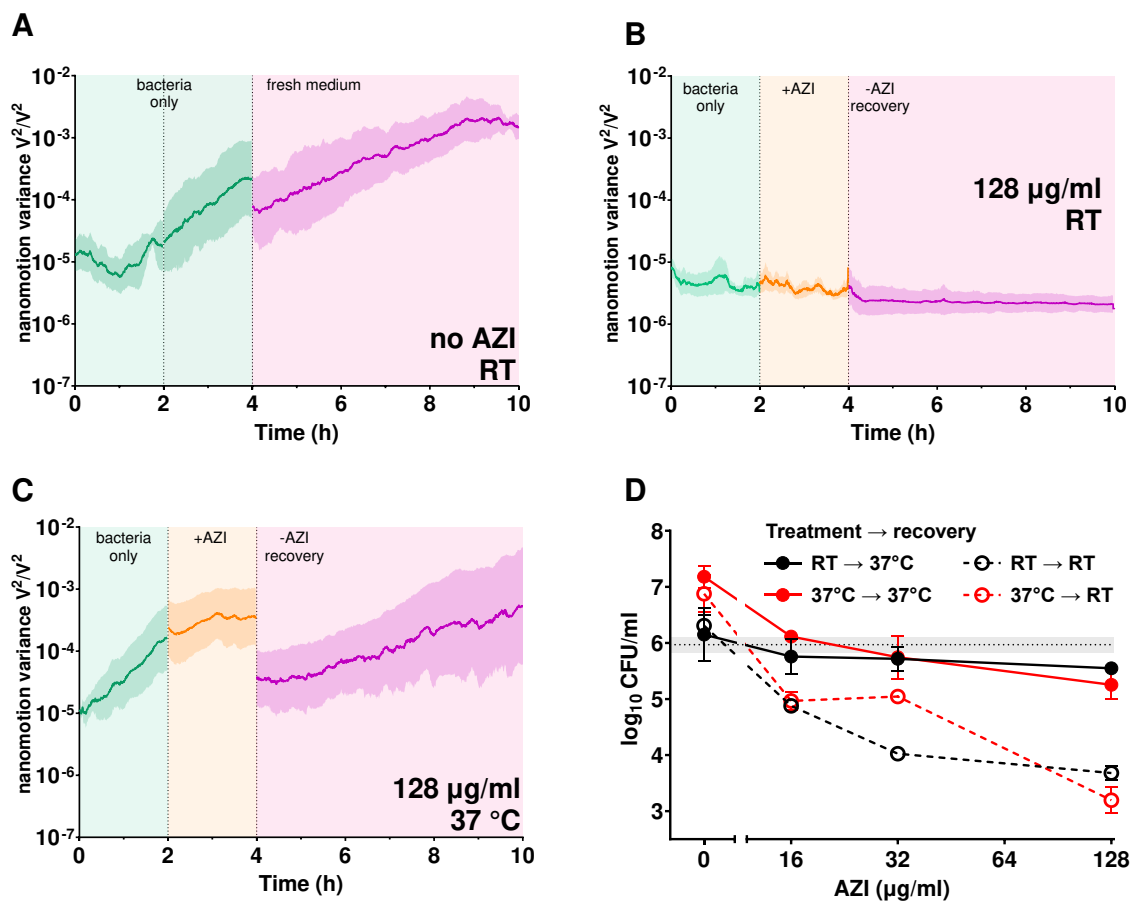 A
nanomotion variance V²/V²
10⁻²
10⁻³
10⁻⁴
10⁻⁵
10⁻⁶
10⁻⁷
bacteria
only
fresh medium
no AZI
RT
0 2 4 6 8 10
Time (h)
B
nanomotion variance V²/V²
10⁻²
10⁻³
10⁻⁴
10⁻⁵
10⁻⁶
10⁻⁷
bacteria
only
+AZI
-AZI
recovery
128 µg/ml
RT
0 2 4 6 8 10
Time (h)
C
nanomotion variance V²/V²
10⁻²
10⁻³
10⁻⁴
10⁻⁵
10⁻⁶
10⁻⁷
bacteria
only
+AZI
-AZI
recovery
128 µg/ml
37 °C
0 2 4 6 8 10
Time (h)
D
log₁₀ CFU/ml
8
7
6
5
4
3
Treatment → recovery
RT → 37°C RT → RT
37°C → 37°C 37°C → RT
0 16 32 64 128
AZI (µg/ml)